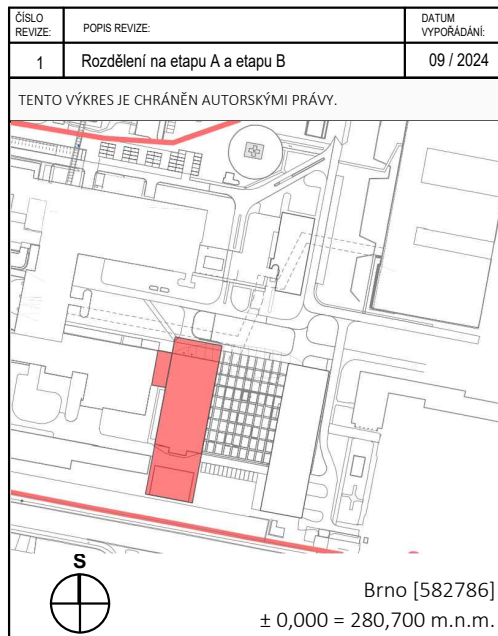 ČÍSLO REVIZE:
POPIS REVIZE:
DATUM VYPOŘÁDÁNÍ:
1
Rozdělení na etapu A a etapu B
09 / 2024
TENTO VÝKRES JE CHRÁNĚN AUTORSKÝMI PRÁVY.
S
Brno [582786]
± 0,000 = 280,700 m.n.m.